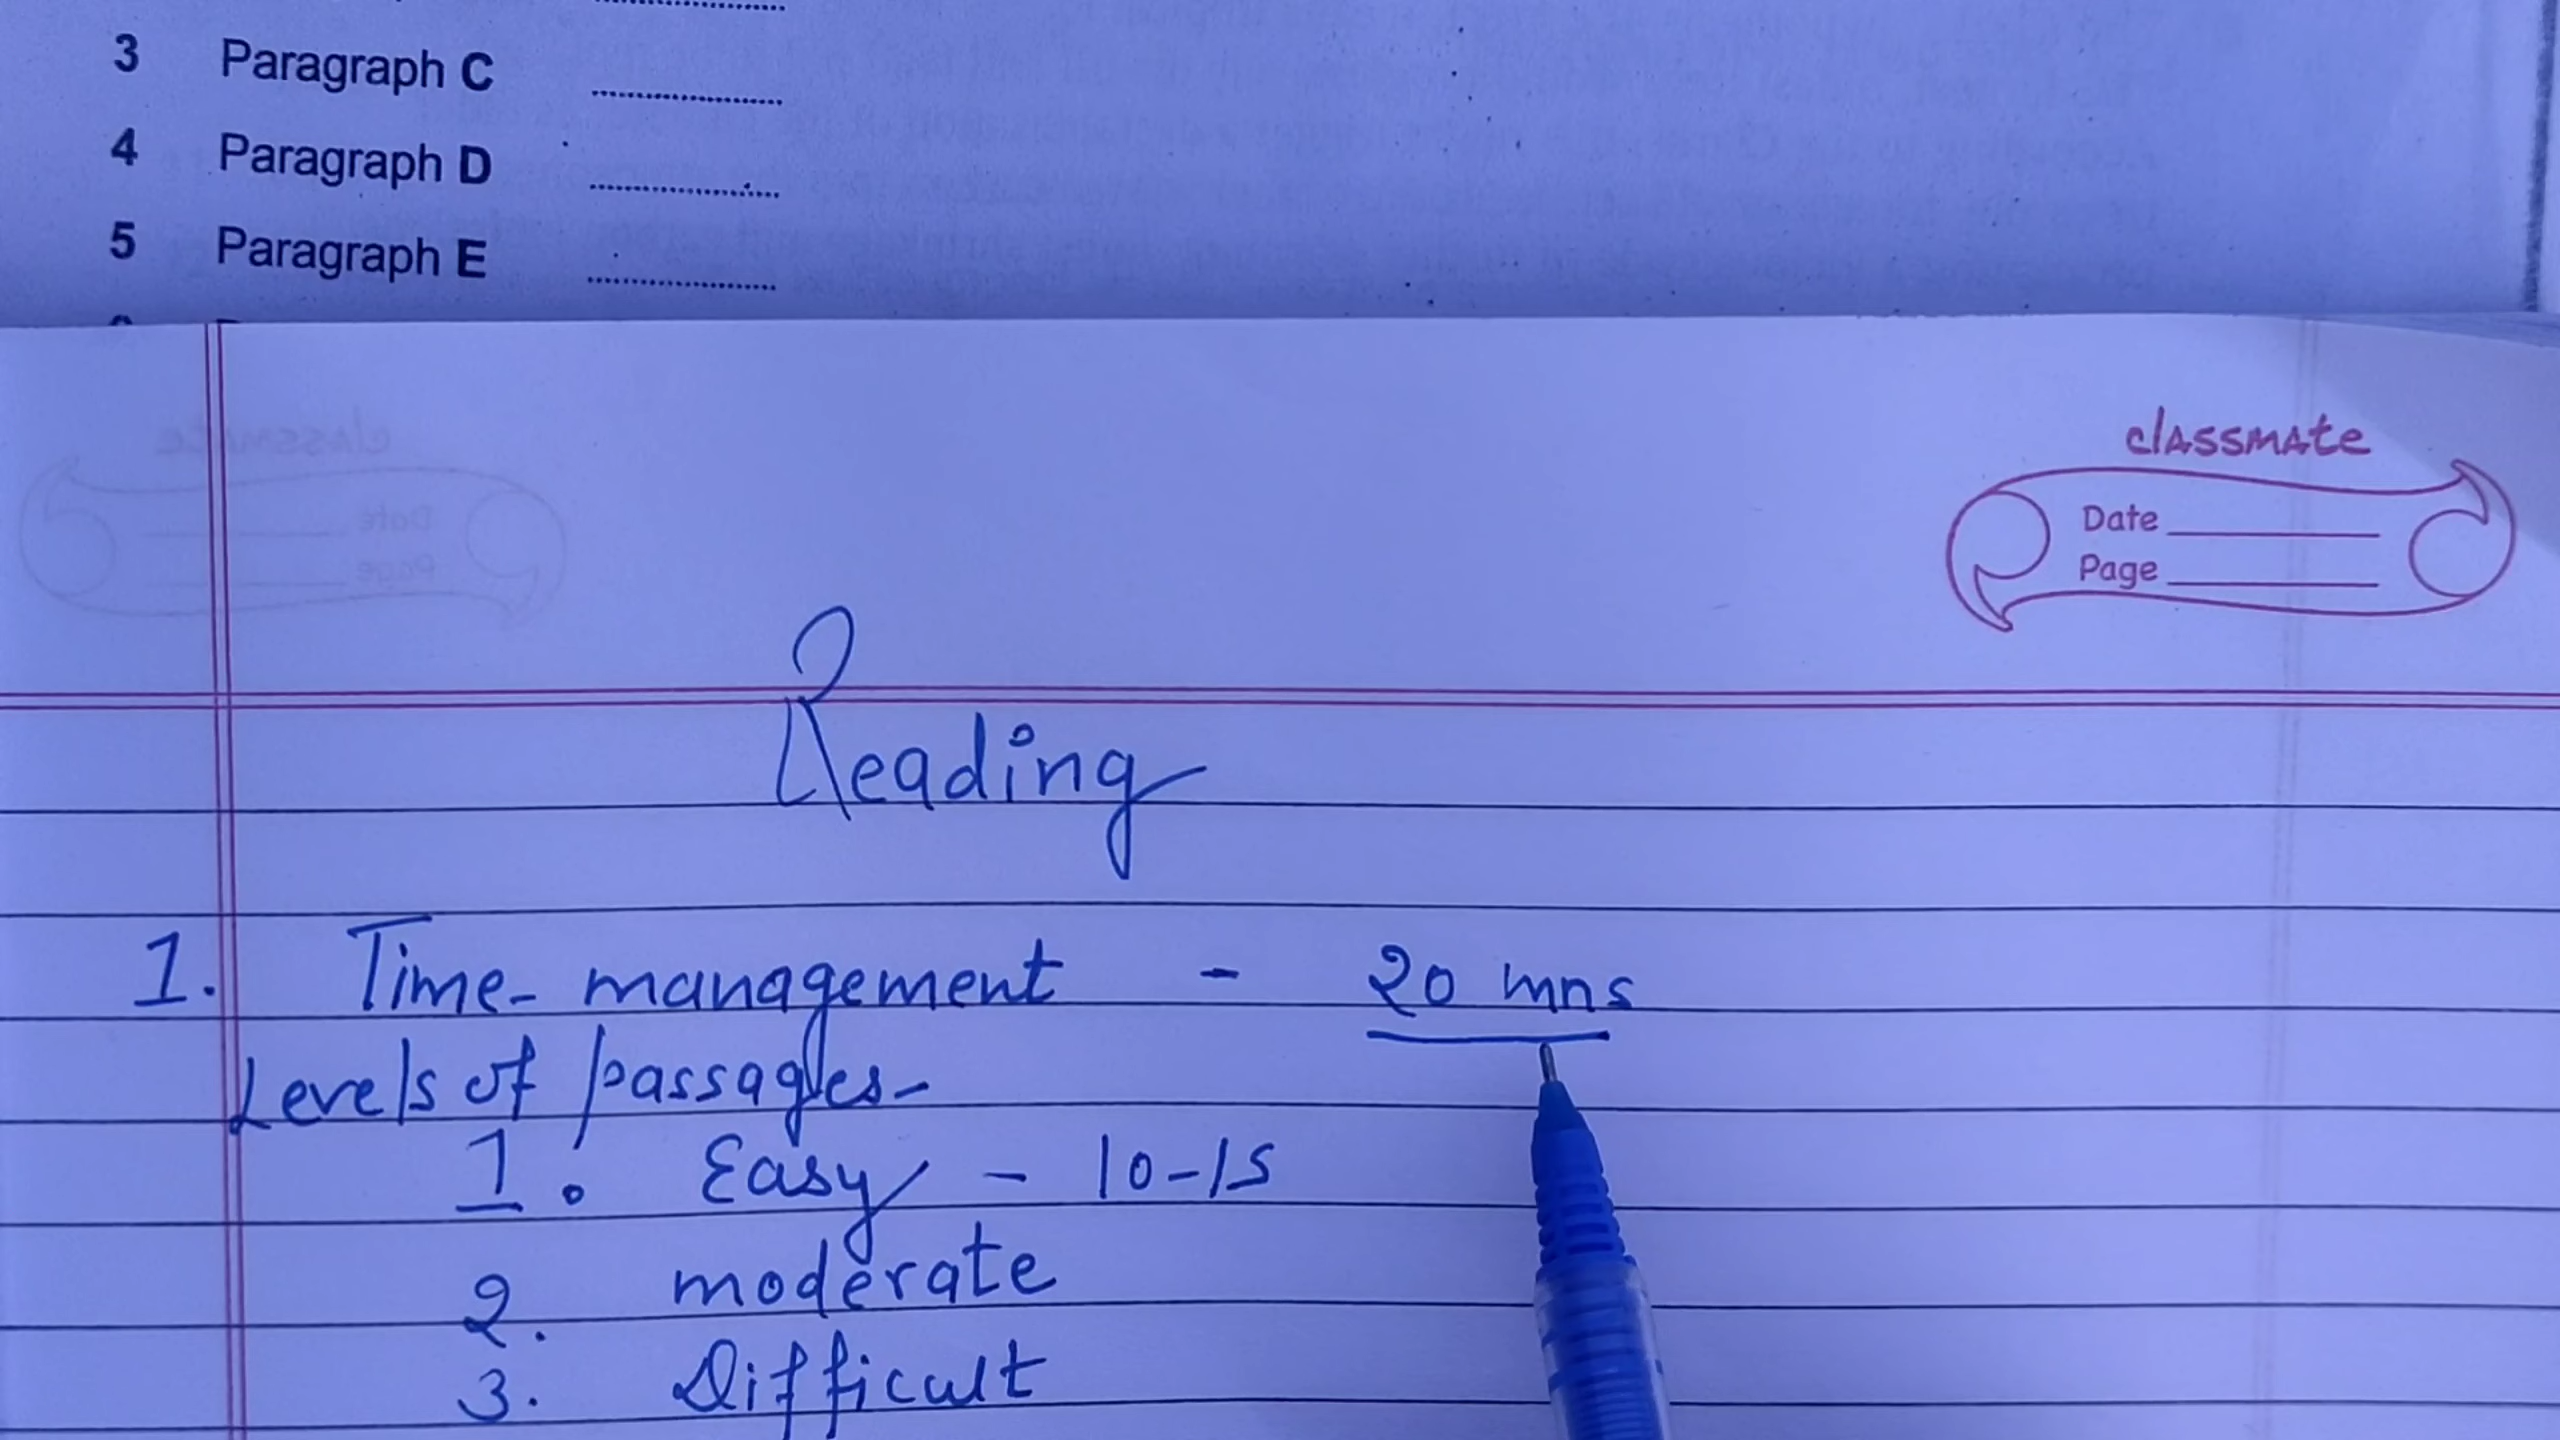 3 Paragraph C ....................
4 Paragraph D ....................
5 Paragraph E ....................
classmate
Date
Page
Reading
1. Time-management - 20 mns
Levels of passages-
1. Easy - 10-15
2. moderate
3. Difficult